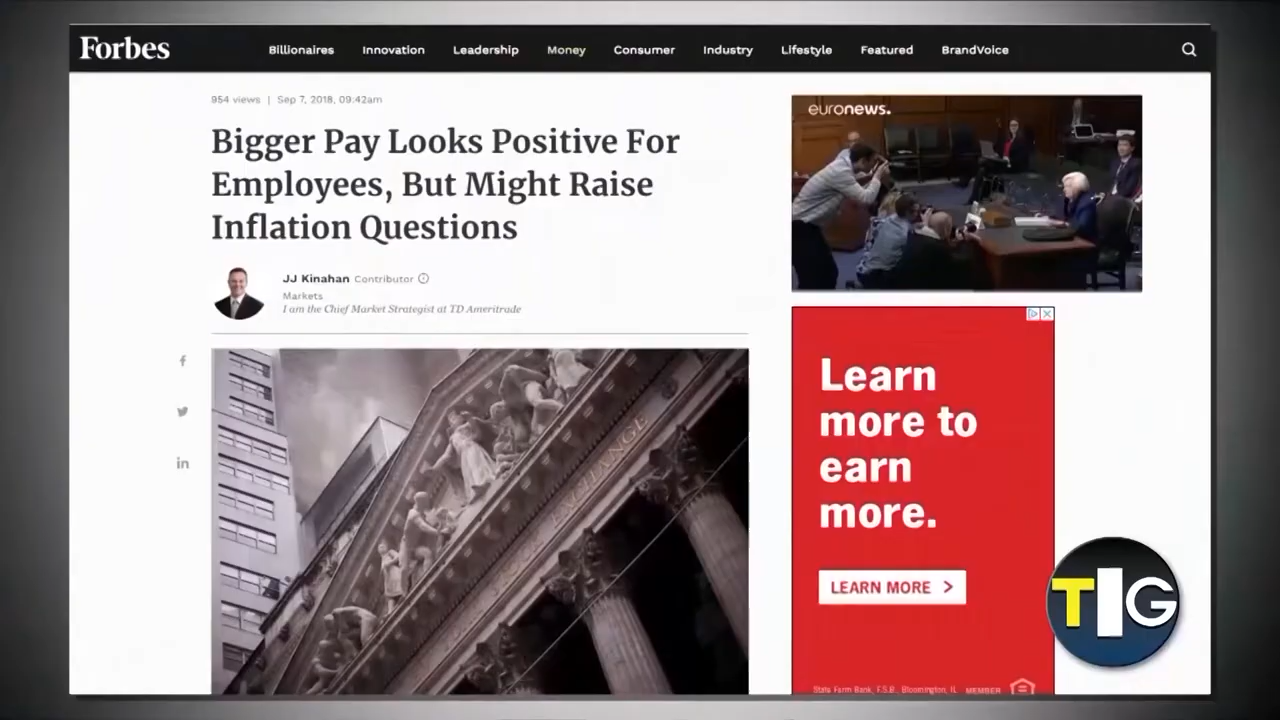 Forbes
Billionaires Innovation Leadership Money Consumer Industry Lifestyle Featured BrandVoice
954 views | Sep 7, 2018, 09:42am
Bigger Pay Looks Positive For
Employees, But Might Raise
Inflation Questions
JJ Kinahan Contributor
Markets
I am the Chief Market Strategist at TD Ameritrade
f
in
EXCHANGE
euronews.
Learn
more to
earn
more.
LEARN MORE >
State Farm Bank, F.S.B., Bloomington, IL MEMBER
TIG